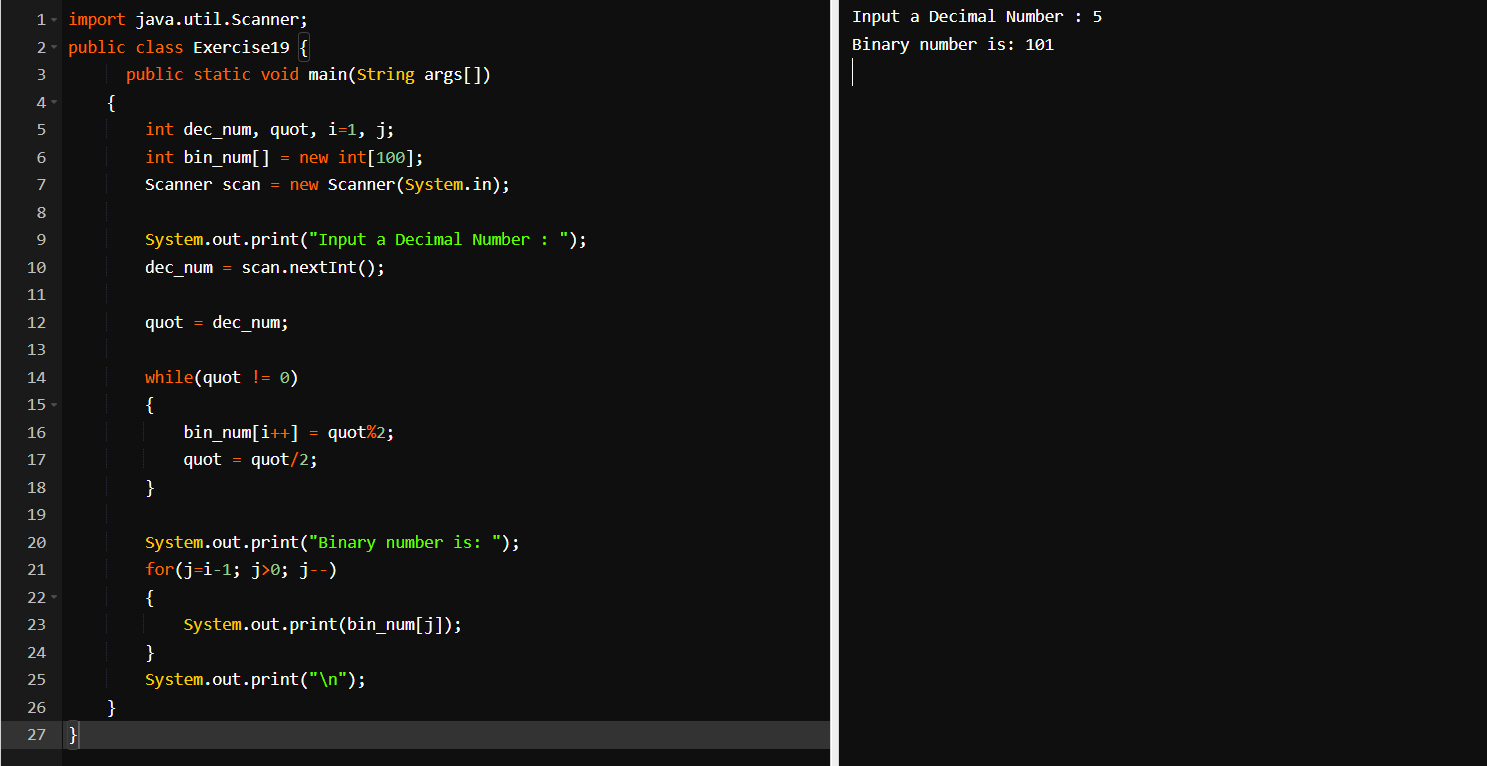 1 import java.util.Scanner;
2 public class Exercise19 {
3 public static void main(String args[])
4 {
5 int dec_num, quot, i=1, j;
6 int bin_num[] = new int[100];
7 Scanner scan = new Scanner(System.in);
8
9 System.out.print("Input a Decimal Number : ");
10 dec_num = scan.nextInt();
11
12 quot = dec_num;
13
14 while(quot != 0)
15 {
16 bin_num[i++] = quot%2;
17 quot = quot/2;
18 }
19
20 System.out.print("Binary number is: ");
21 for(j=i-1; j>0; j--)
22 {
23 System.out.print(bin_num[j]);
24 }
25 System.out.print("\n");
26 }
27 }
Input a Decimal Number : 5
Binary number is: 101